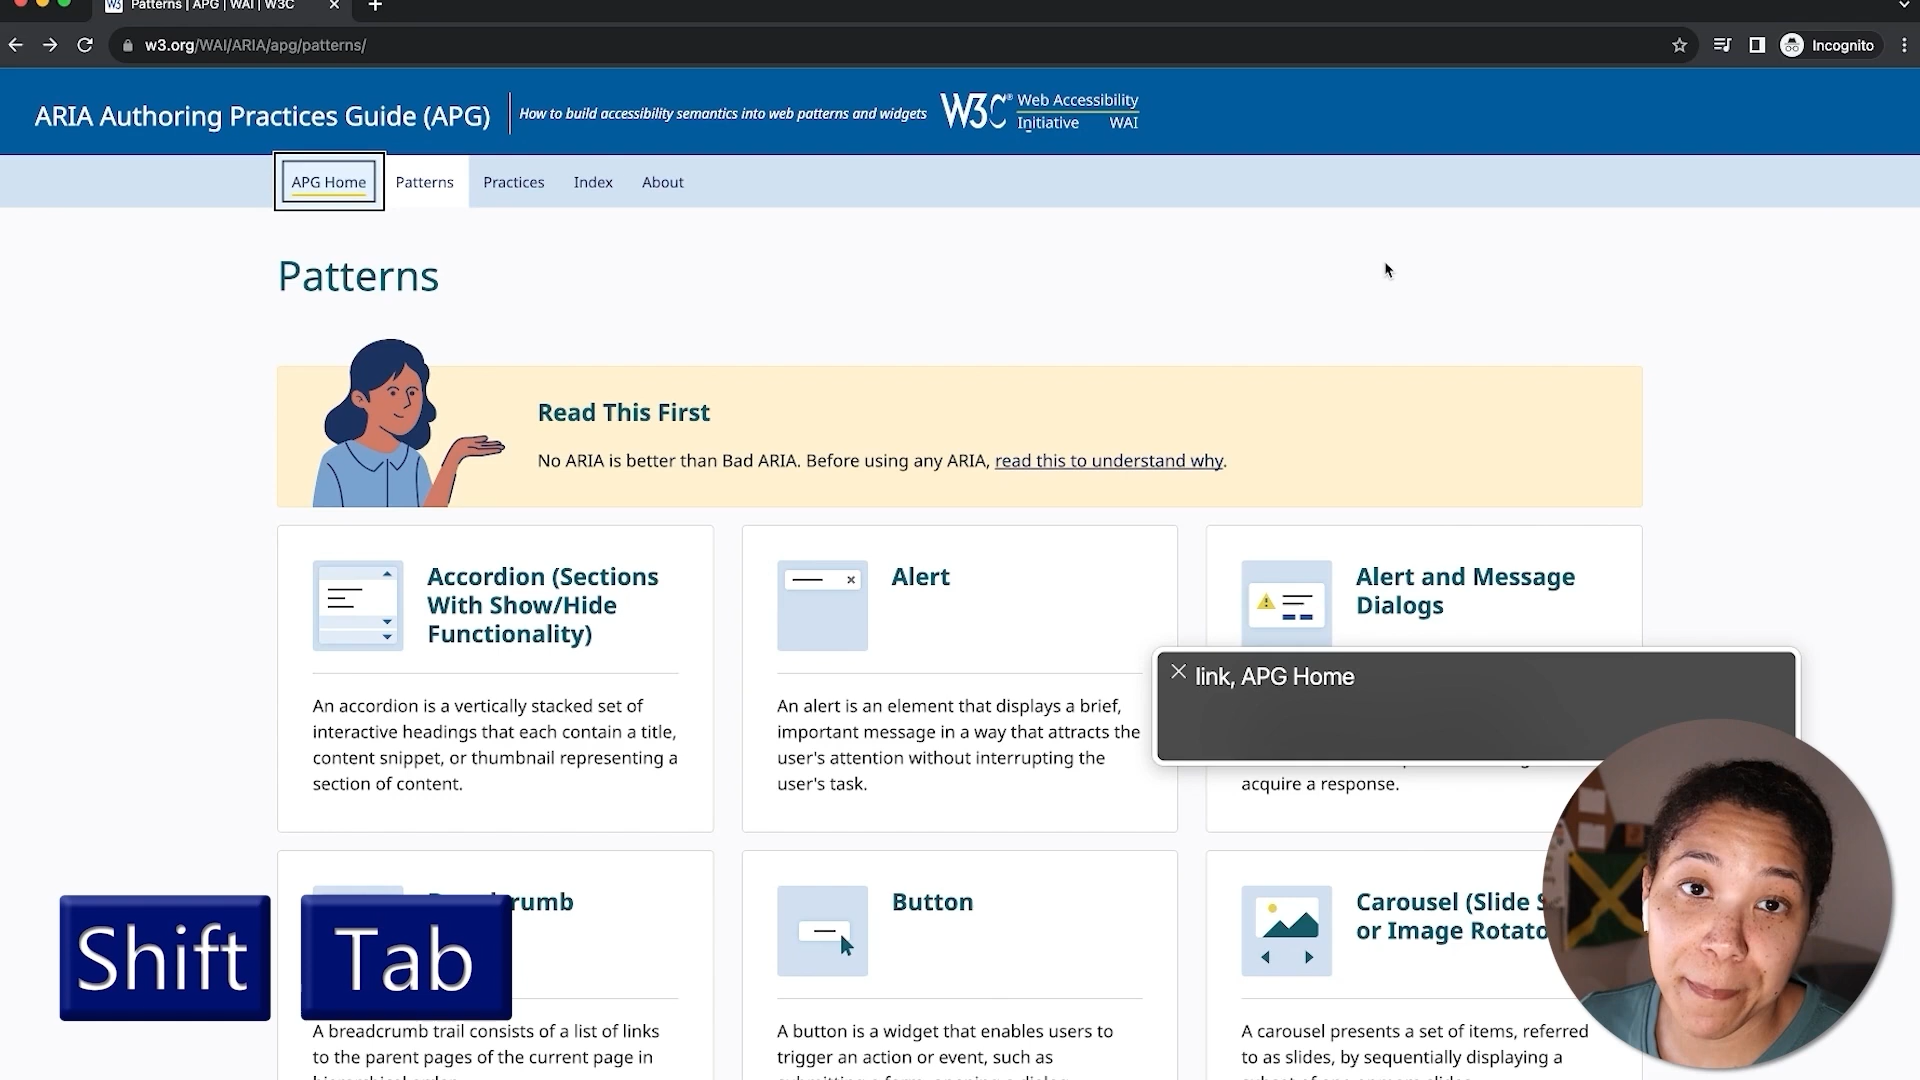 Patterns | APG | WAI | W3C
w3.org/WAI/ARIA/apg/patterns/
Incognito
ARIA Authoring Practices Guide (APG)
How to build accessibility semantics into web patterns and widgets
W3C® Web Accessibility
Initiative WAI
APG Home Patterns Practices Index About
Patterns
Read This First
No ARIA is better than Bad ARIA. Before using any ARIA, read this to understand why.
Accordion (Sections
With Show/Hide
Functionality)
An accordion is a vertically stacked set of
interactive headings that each contain a title,
content snippet, or thumbnail representing a
section of content.
Alert
An alert is an element that displays a brief,
important message in a way that attracts the
user's attention without interrupting the
user's task.
Alert and Message
Dialogs
acquire a response.
link, APG Home
rumb
A breadcrumb trail consists of a list of links
to the parent pages of the current page in
Button
A button is a widget that enables users to
trigger an action or event, such as
Carousel (Slide S
or Image Rotato
A carousel presents a set of items, referred
to as slides, by sequentially displaying a
Shift
Tab